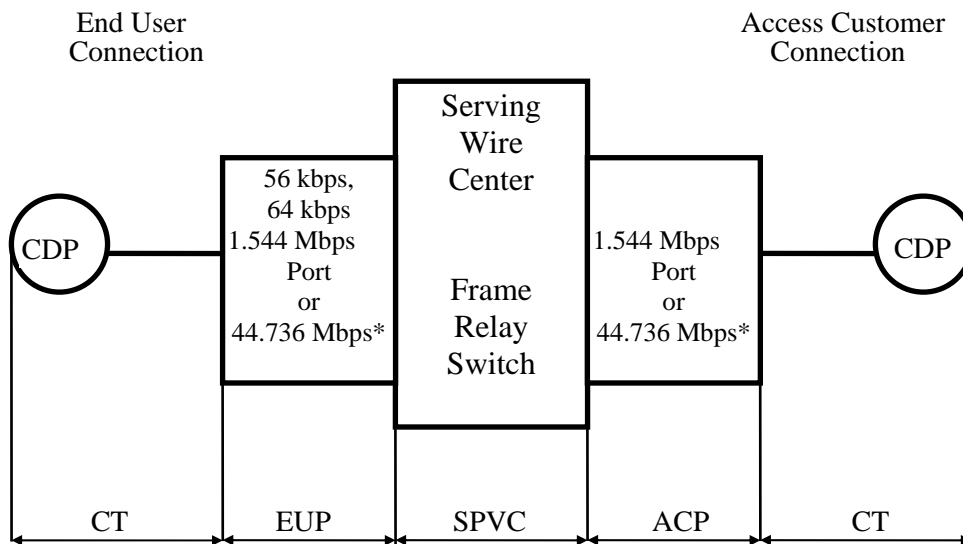 End User
Connection
Access Customer
Connection
Serving
Wire
Center
Frame
Relay
Switch
CDP
56 kbps,
64 kbps
1.544 Mbps
Port
or
44.736 Mbps*
1.544 Mbps
Port
or
44.736 Mbps*
CDP
CT
EUP
SPVC
ACP
CT